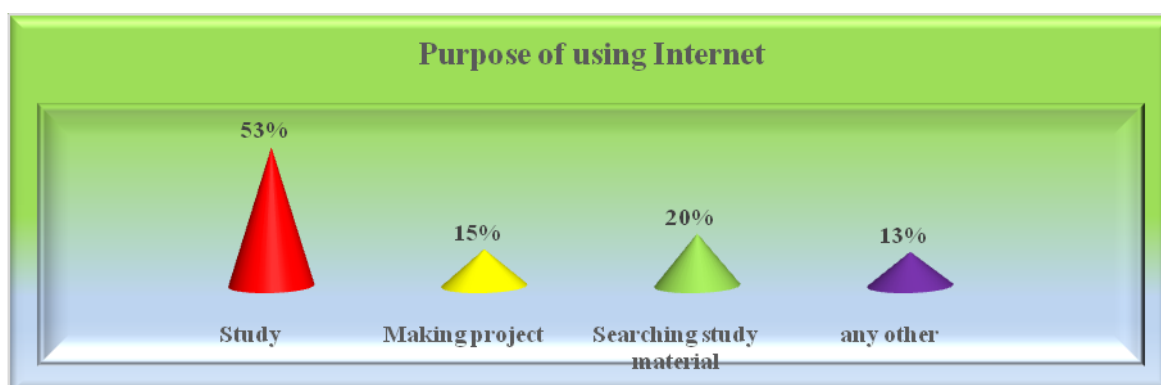 Purpose of using Internet
53%
15%
20%
13%
Study
Making project
Searching study
material
any other